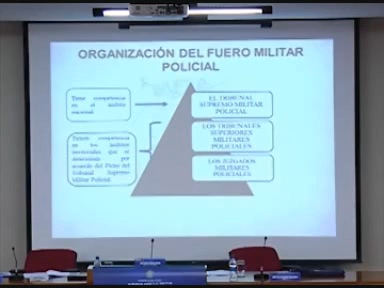 ORGANIZACIÓN DEL FUERO MILITAR
POLICIAL
Tiene competencia
en el ámbito
nacional.
EL TRIBUNAL
SUPREMO MILITAR
POLICIAL
Tienen competencia
en los ámbitos
territoriales que se
determinan por
acuerdo del Pleno del
Tribunal Supremo
Militar Policial.
LOS TRIBUNALES
SUPERIORES
MILITARES
POLICIALES
LOS JUZGADOS
MILITARES
POLICIALES